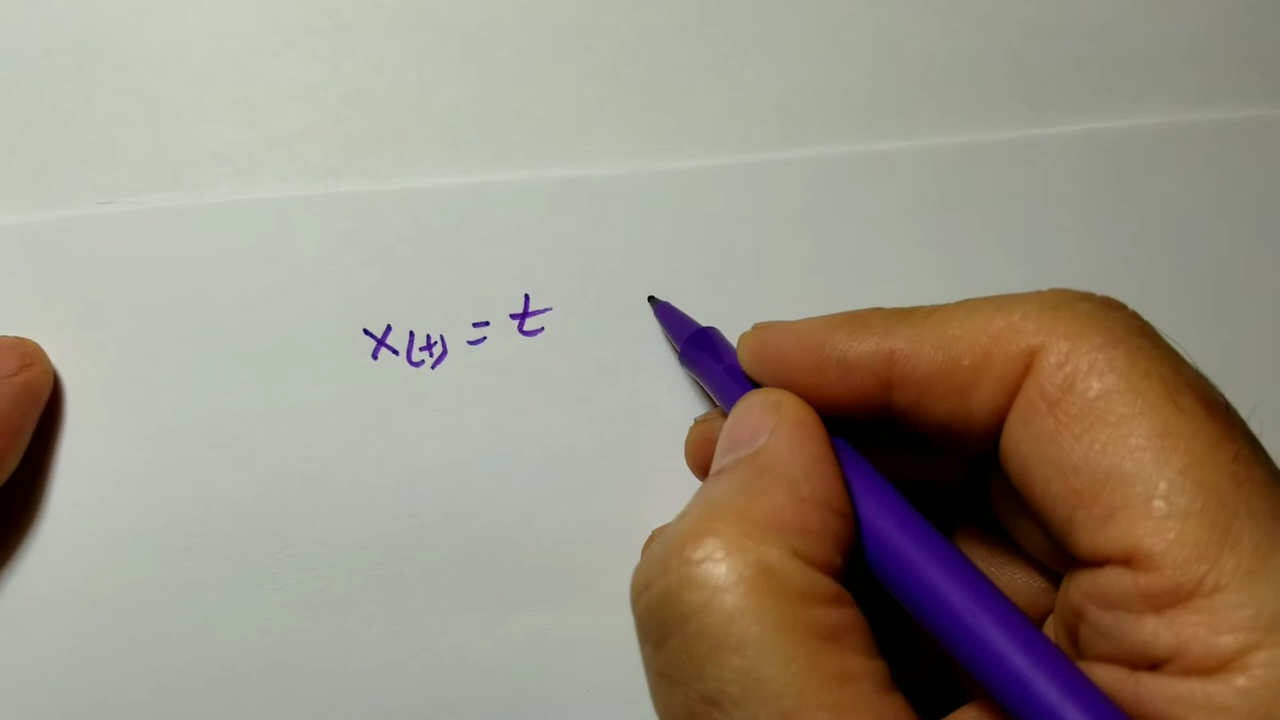 x(t) = t